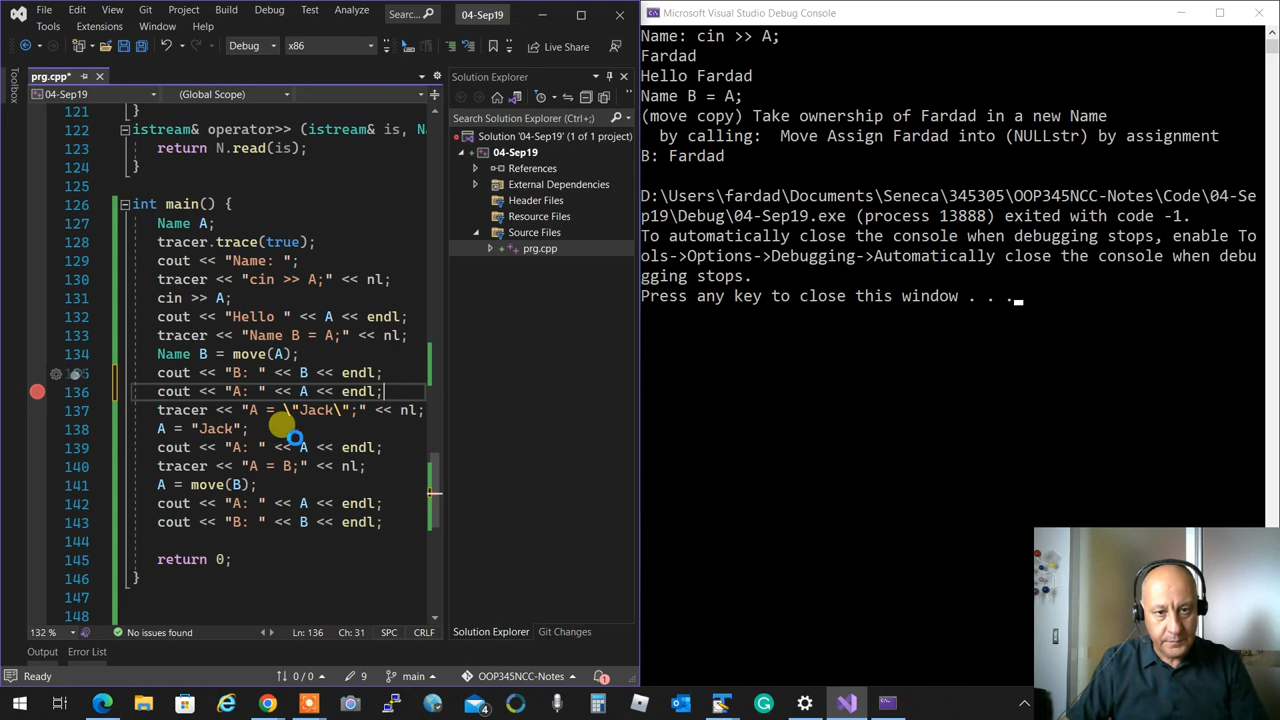 File Edit View Git Project Build Debug Test Analyze
Tools Extensions Window Help
Searc...
04-Sep19
Debug x86 Live Share
Toolbox
prg.cpp*
04-Sep19 (Global Scope)
121 }
122 istream& operator>> (istream& is, N
123 return N.read(is);
124 }
125
126 int main() {
127 Name A;
128 tracer.trace(true);
129 cout << "Name: ";
130 tracer << "cin >> A;" << nl;
131 cin >> A;
132 cout << "Hello " << A << endl;
133 tracer << "Name B = A;" << nl;
134 Name B = move(A);
135 cout << "B: " << B << endl;
136 cout << "A: " << A << endl;
137 tracer << "A = \"Jack\";" << nl;
138 A = "Jack";
139 cout << "A: " << A << endl;
140 tracer << "A = B;" << nl;
141 A = move(B);
142 cout << "A: " << A << endl;
143 cout << "B: " << B << endl;
144
145 return 0;
146 }
147
148
132 % No issues found Ln: 136 Ch: 31 SPC CRLF
Output Error List
Ready 0 / 0 9 main OOP345NCC-Notes 1
Solution Explorer
Search Solution Explorer (Ctrl+;)
Solution '04-Sep19' (1 of 1 project)
04-Sep19
References
External Dependencies
Header Files
Resource Files
Source Files
prg.cpp
Solution Explorer Git Changes
Microsoft Visual Studio Debug Console
Name: cin >> A;
Fardad
Hello Fardad
Name B = A;
(move copy) Take ownership of Fardad in a new Name
by calling: Move Assign Fardad into (NULLstr) by assignment
B: Fardad
D:\Users\fardad\Documents\Seneca\345305\OOP345NCC-Notes\Code\04-Se
p19\Debug\04-Sep19.exe (process 13888) exited with code -1.
To automatically close the console when debugging stops, enable To
ols->Options->Debugging->Automatically close the console when debu
gging stops.
Press any key to close this window . . .
4